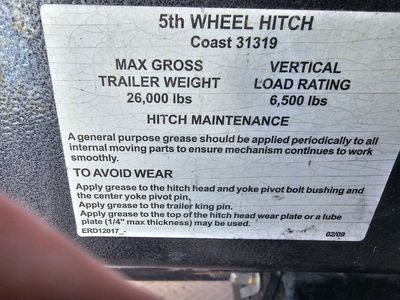 5th WHEEL HITCH
Coast 31319
MAX GROSS
TRAILER WEIGHT
26,000 lbs
VERTICAL
LOAD RATING
6,500 lbs
HITCH MAINTENANCE
A general purpose grease should be applied periodically to all
internal moving parts to ensure mechanism continues to work
smoothly.
TO AVOID WEAR
Apply grease to the hitch head and yoke pivot bolt bushing and
the center yoke pivot pin.
Apply grease to the trailer king pin.
Apply grease to the top of the hitch head wear plate or a lube
plate (1/4" max thickness) may be used.
ERD12017_-
02/09